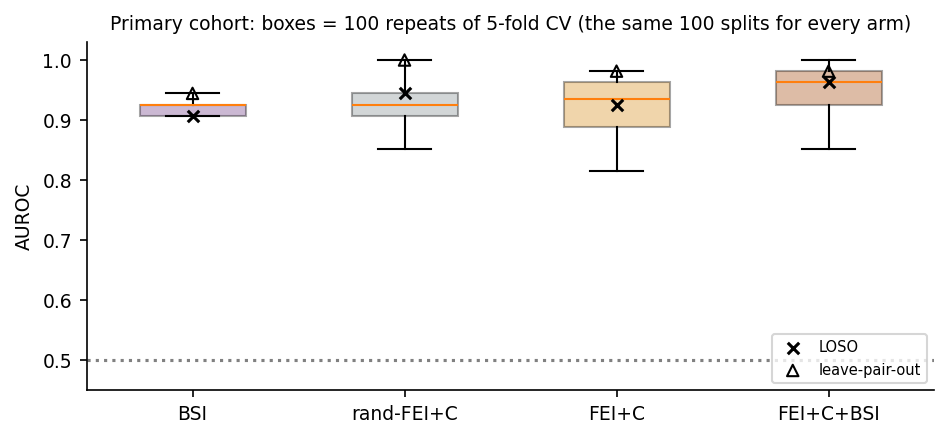 Primary cohort: boxes = 100 repeats of 5-fold CV (the same 100 splits for every arm)
AUROC
1.0
0.9
0.8
0.7
0.6
0.5
LOSO
leave-pair-out
BSI
rand-FEI+C
FEI+C
FEI+C+BSI